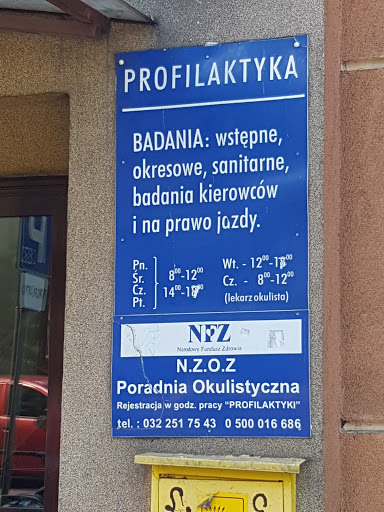 PROFILAKTYKA
BADANIA: wstępne,
okresowe, sanitarne,
badania kierowców
i na prawo jazdy.
Pn.
Śr.
Cz.
Pt.
8⁰⁰-12⁰⁰
14⁰⁰-18⁰⁰
Wt. - 12⁰⁰-18⁰⁰
Cz. - 8⁰⁰-12⁰⁰
(lekarz okulista)
NFZ
Narodowy Fundusz Zdrowia
N.Z.O.Z
Poradnia Okulistyczna
Rejestracja w godz. pracy "PROFILAKTYKI"
tel. : 032 251 75 43 0 500 016 686